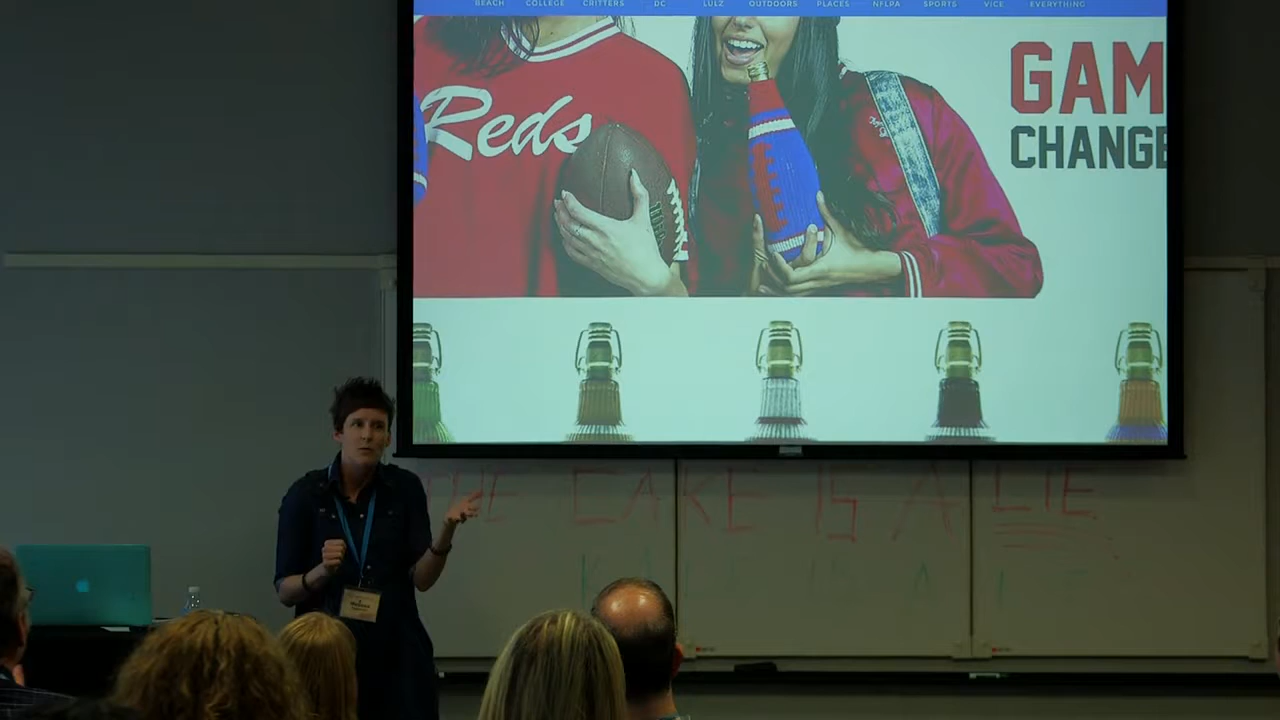 BEACH COLLEGE CRITTERS DC LULZ OUTDOORS PLACES NFLPA SPORTS VICE EVERYTHING
Reds
GAM
CHANGE
THE CAKE IS A LIE